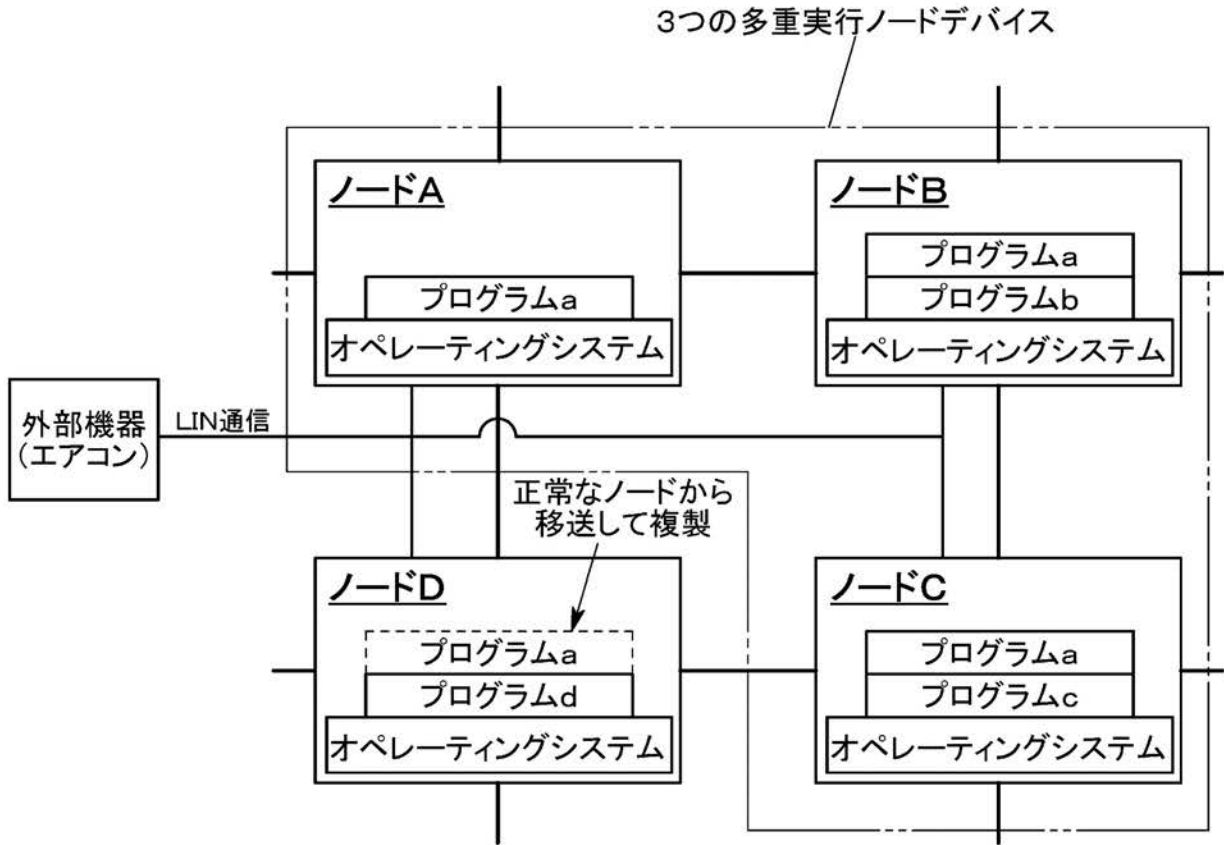 3つの多重実行ノードデバイス
ノードA
プログラムa
オペレーティングシステム
ノードB
プログラムa
プログラムb
オペレーティングシステム
外部機器
(エアコン)
LIN通信
正常なノードから
移送して複製
ノードD
プログラムa
プログラムd
オペレーティングシステム
ノードC
プログラムa
プログラムc
オペレーティングシステム